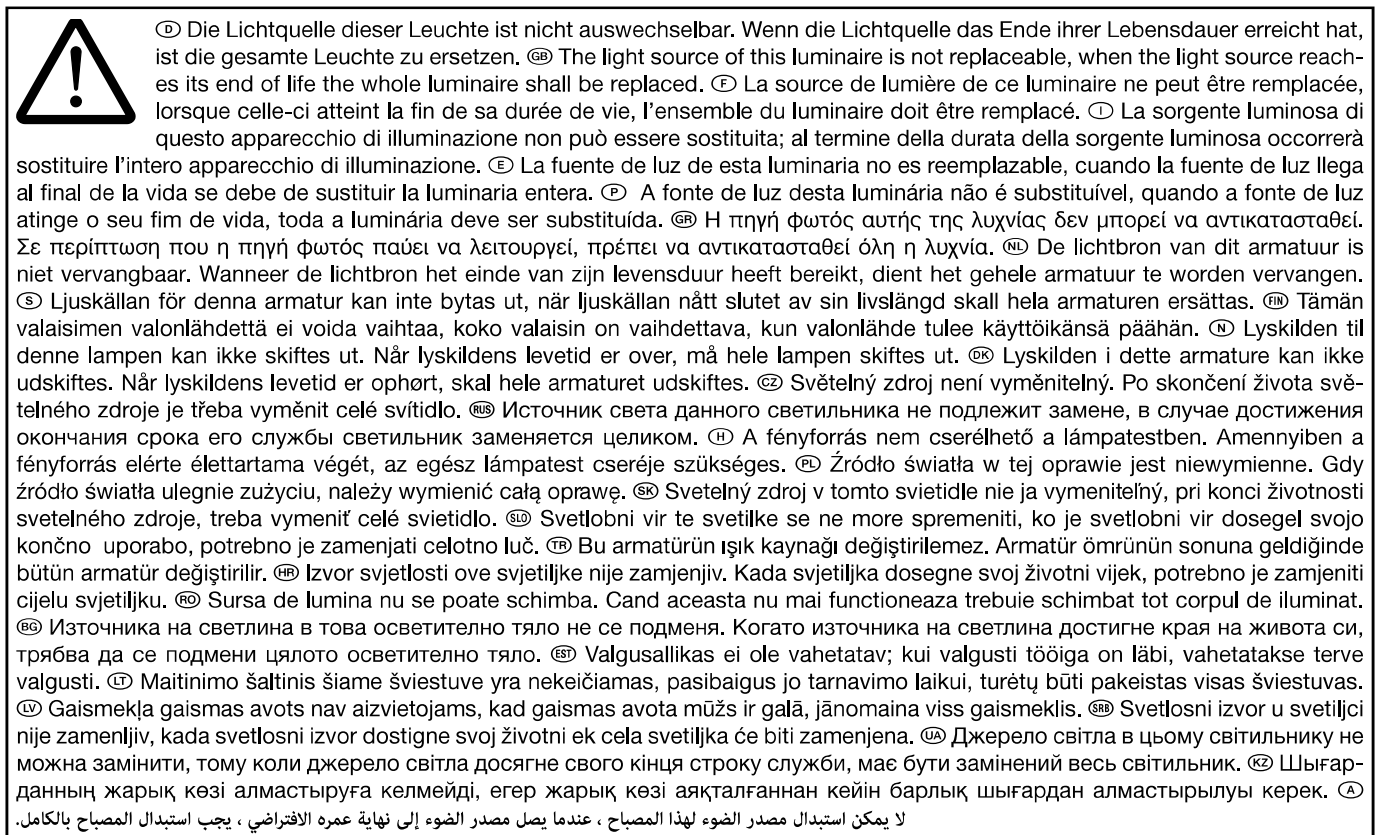 Ⓓ Die Lichtquelle dieser Leuchte ist nicht auswechselbar. Wenn die Lichtquelle das Ende ihrer Lebensdauer erreicht hat,
ist die gesamte Leuchte zu ersetzen. GB The light source of this luminaire is not replaceable, when the light source reach-
es its end of life the whole luminaire shall be replaced. Ⓕ La source de lumière de ce luminaire ne peut être remplacée,
lorsque celle-ci atteint la fin de sa durée de vie, l'ensemble du luminaire doit être remplacé. Ⓘ La sorgente luminosa di
questo apparecchio di illuminazione non può essere sostituita; al termine della durata della sorgente luminosa occorrerà
sostituire l'intero apparecchio di illuminazione. Ⓔ La fuente de luz de esta luminaria no es reemplazable, cuando la fuente de luz llega
al final de la vida se debe de sustituir la luminaria entera. Ⓟ A fonte de luz desta luminária não é substituível, quando a fonte de luz
atinge o seu fim de vida, toda a luminária deve ser substituída. GR Η πηγή φωτός αυτής της λυχνίας δεν μπορεί να αντικατασταθεί.
Σε περίπτωση που η πηγή φωτός παύει να λειτουργεί, πρέπει να αντικατασταθεί όλη η λυχνία. NL De lichtbron van dit armatuur is
niet vervangbaar. Wanneer de lichtbron het einde van zijn levensduur heeft bereikt, dient het gehele armatuur te worden vervangen.
Ⓢ Ljuskällan för denna armatur kan inte bytas ut, när ljuskällan nått slutet av sin livslängd skall hela armaturen ersättas. FIN Tämän
valaisimen valonlähdettä ei voida vaihtaa, koko valaisin on vaihdettava, kun valonlähde tulee käyttöikänsä päähän. Ⓝ Lyskilden til
denne lampen kan ikke skiftes ut. Når lyskildens levetid er over, må hele lampen skiftes ut. DK Lyskilden i dette armature kan ikke
udskiftes. Når lyskildens levetid er ophørt, skal hele armaturet udskiftes. CZ Světelný zdroj není vyměnitelný. Po skončení života svě-
telného zdroje je třeba vyměnit celé svítidlo. RUS Источник света данного светильника не подлежит замене, в случае достижения
окончания срока его службы светильник заменяется целиком. Ⓗ A fényforrás nem cserélhető a lámpatestben. Amennyiben a
fényforrás elérte élettartama végét, az egész lámpatest cseréje szükséges. PL Źródło światła w tej oprawie jest niewymienne. Gdy
źródło światła ulegnie zużyciu, należy wymienić całą oprawę. SK Svetelný zdroj v tomto svietidle nie ja vymeniteľný, pri konci životnosti
svetelného zdroje, treba vymeniť celé svietidlo. SLO Svetlobni vir te svetilke se ne more spremeniti, ko je svetlobni vir dosegel svojo
končno uporabo, potrebno je zamenjati celotno luč. TR Bu armatürün ışık kaynağı değiştirilemez. Armatür ömrünün sonuna geldiğinde
bütün armatür değiştirilir. HR Izvor svjetlosti ove svjetiljke nije zamjenjiv. Kada svjetiljka dosegne svoj životni vijek, potrebno je zamjeniti
cijelu svjetiljku. RO Sursa de lumina nu se poate schimba. Cand aceasta nu mai functioneaza trebuie schimbat tot corpul de iluminat.
BG Източника на светлина в това осветително тяло не се подменя. Когато източника на светлина достигне края на живота си,
трябва да се подмени цялото осветително тяло. EST Valgusallikas ei ole vahetatav; kui valgusti tööiga on läbi, vahetatakse terve
valgusti. LT Maitinimo šaltinis šiame šviestuve yra nekeičiamas, pasibaigus jo tarnavimo laikui, turėtų būti pakeistas visas šviestuvas.
LV Gaismekļa gaismas avots nav aizvietojams, kad gaismas avota mūžs ir galā, jānomaina viss gaismeklis. SRB Svetlosni izvor u svetiljci
nije zamenljiv, kada svetlosni izvor dostigne svoj životni ek cela svetiljka će biti zamenjena. UA Джерело світла в цьому світильнику не
можна замінити, тому коли джерело світла досягне свого кінця строку служби, має бути замінений весь світильник. KZ Шығар-
данның жарық көзі алмастыруға келмейді, егер жарық көзі аяқталғаннан кейін барлық шығардан алмастырылуы керек. Ⓐ
لا يمكن استبدال مصدر الضوء لهذا المصباح ، عندما يصل مصدر الضوء إلى نهاية عمره الافتراضي ، يجب استبدال المصباح بالكامل.